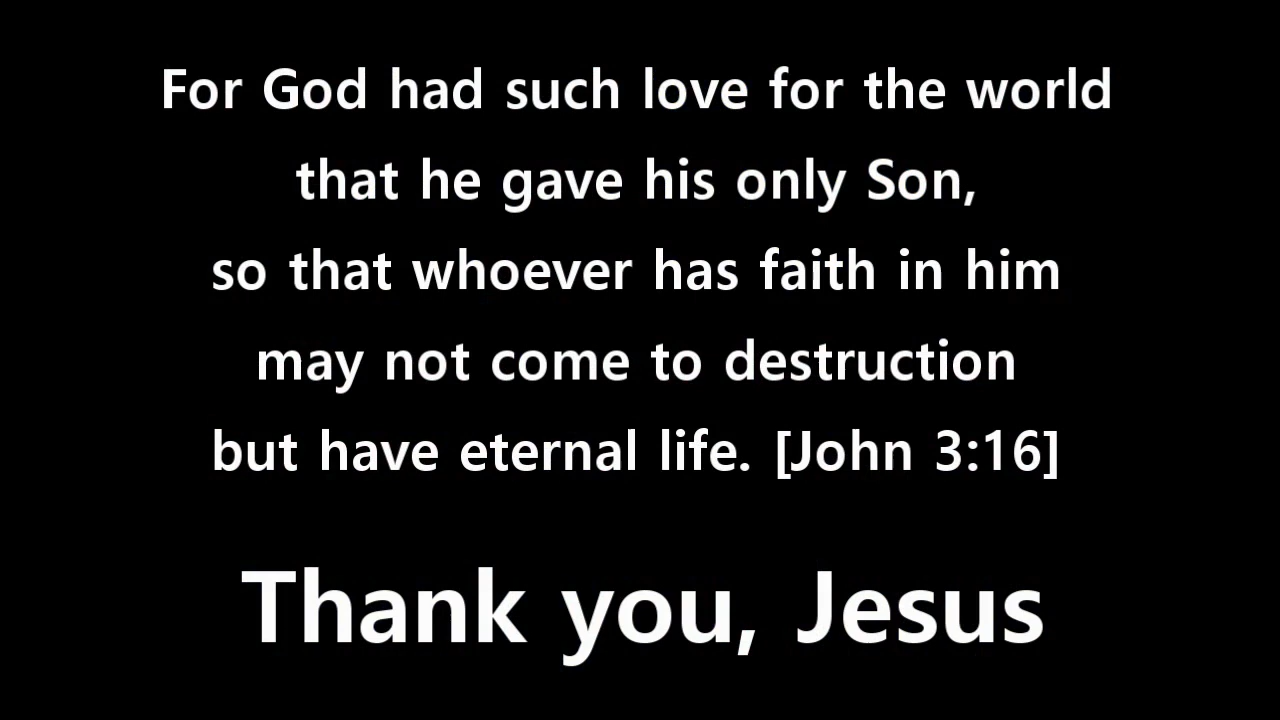 For God had such love for the world
that he gave his only Son,
so that whoever has faith in him
may not come to destruction
but have eternal life. [John 3:16]
Thank you, Jesus